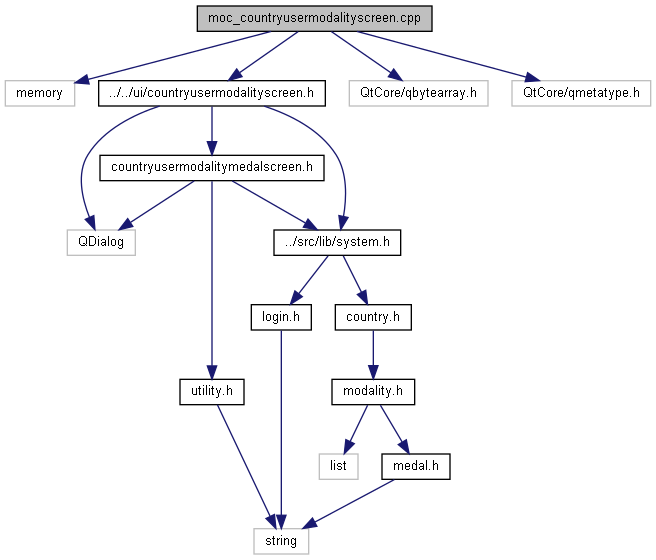 moc_countryusermodalityscreen.cpp
memory
../../ui/countryusermodalityscreen.h
QtCore/qbytearray.h
QtCore/qmetatype.h
countryusermodalitymedalscreen.h
QDialog
../src/lib/system.h
login.h
country.h
utility.h
modality.h
list
medal.h
string